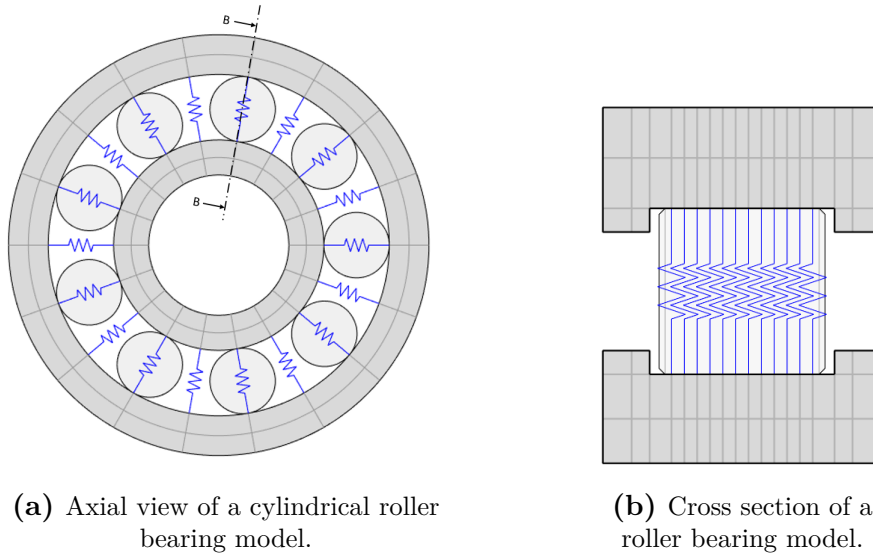 B
B
(a) Axial view of a cylindrical roller
bearing model.
(b) Cross section of a
roller bearing model.